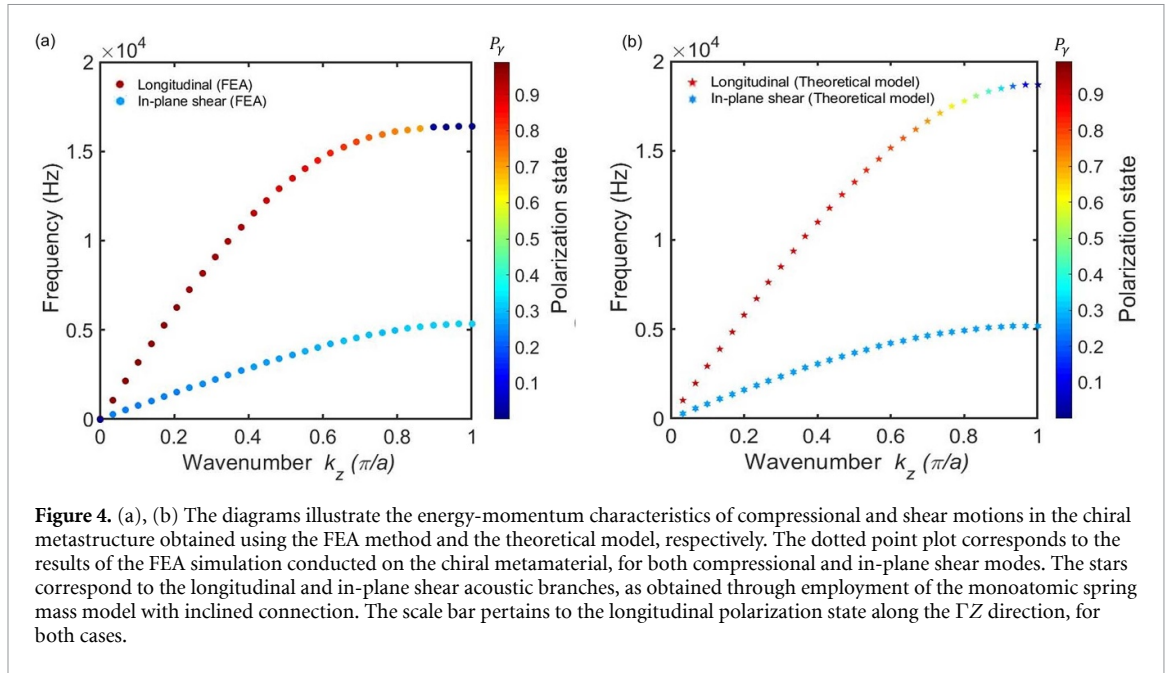 (a)
×10⁴
P_γ
2
1.5
1
0.5
0
Frequency (Hz)
Longitudinal (FEA)
In-plane shear (FEA)
0 0.2 0.4 0.6 0.8 1
Wavenumber k_z (π/a)
0.9
0.8
0.7
0.6
0.5
0.4
0.3
0.2
0.1
Polarization state
(b)
×10⁴
P_γ
2
1.5
1
0.5
0
Frequency (Hz)
Longitudinal (Theoretical model)
In-plane shear (Theoretical model)
0 0.2 0.4 0.6 0.8 1
Wavenumber k_z (π/a)
0.9
0.8
0.7
0.6
0.5
0.4
0.3
0.2
0.1
Polarization state
Figure 4. (a), (b) The diagrams illustrate the energy-momentum characteristics of compressional and shear motions in the chiral
metastructure obtained using the FEA method and the theoretical model, respectively. The dotted point plot corresponds to the
results of the FEA simulation conducted on the chiral metamaterial, for both compressional and in-plane shear modes. The stars
correspond to the longitudinal and in-plane shear acoustic branches, as obtained through employment of the monoatomic spring
mass model with inclined connection. The scale bar pertains to the longitudinal polarization state along the ΓZ direction, for
both cases.